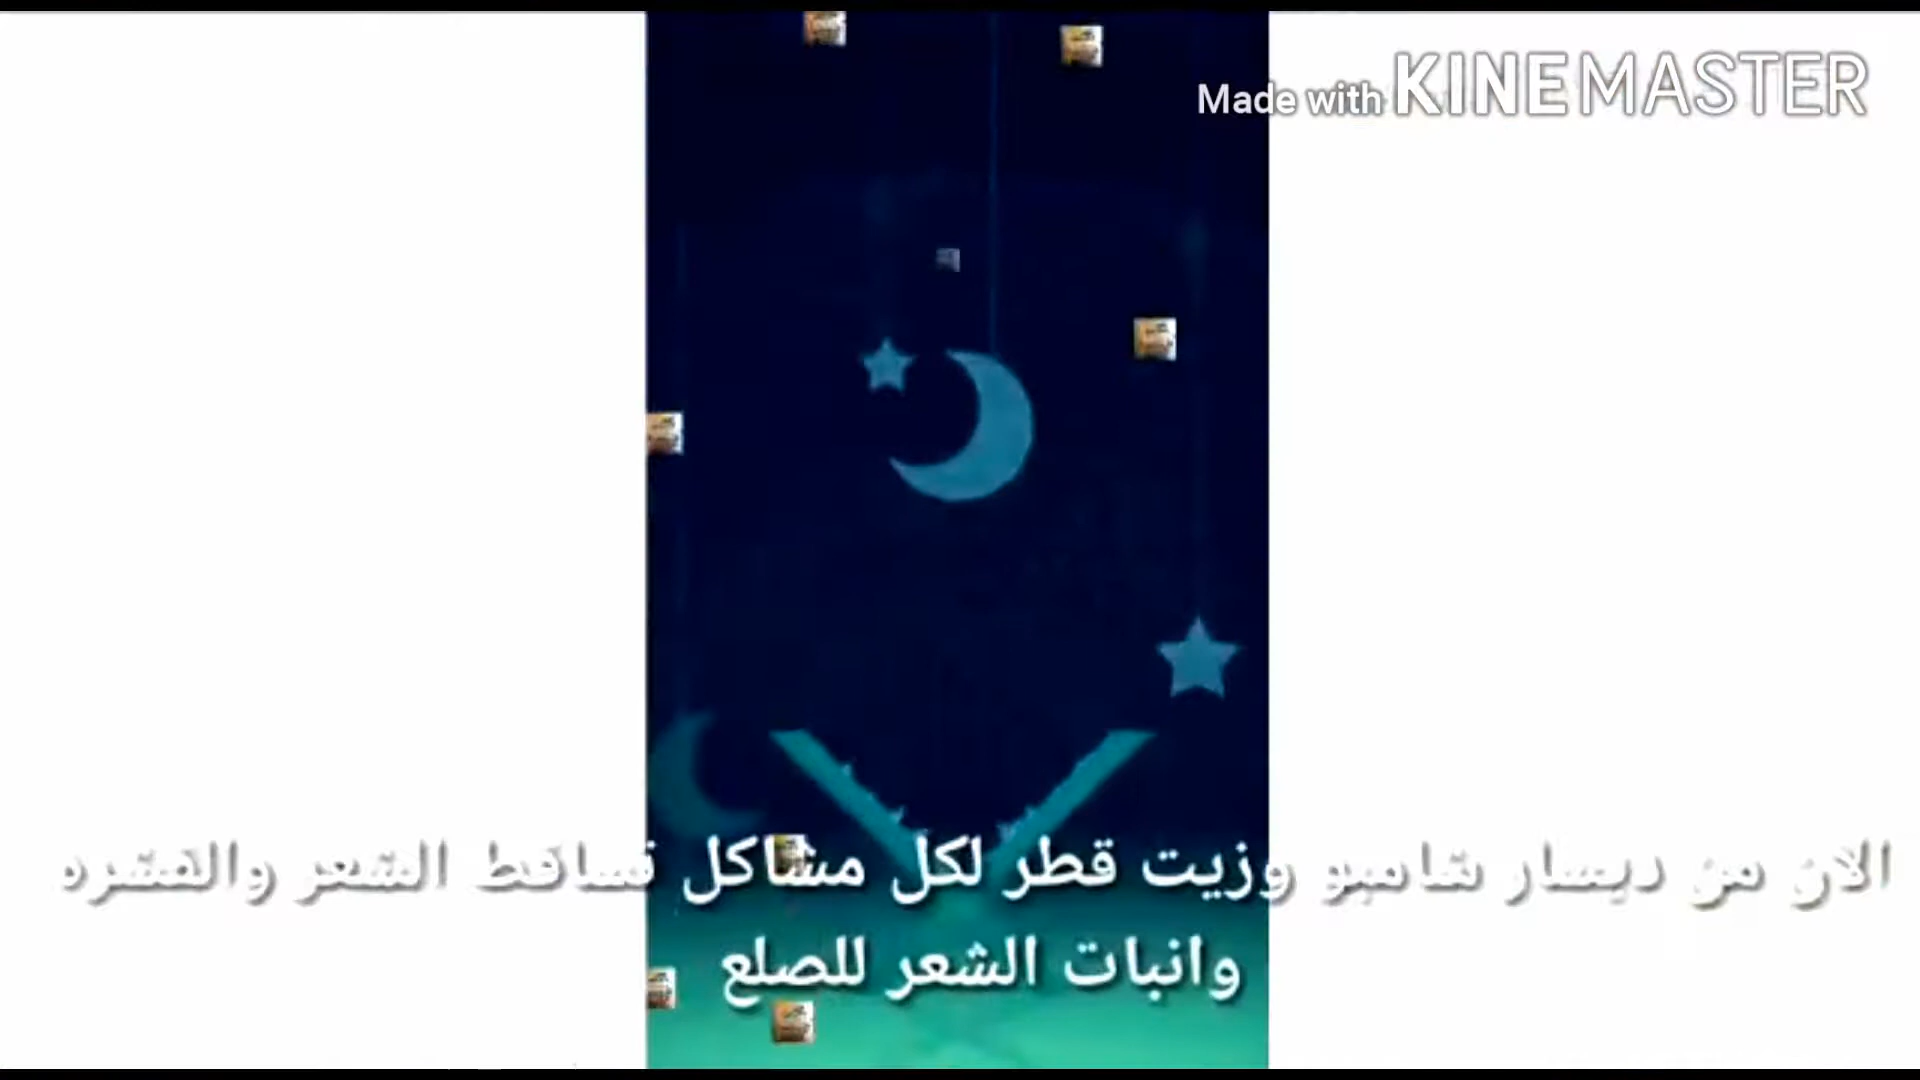 Made with KINEMASTER
الان من ديسار شامبو وزيت قطر لكل مشاكل تساقط الشعر والقشره
وانبات الشعر للصلع